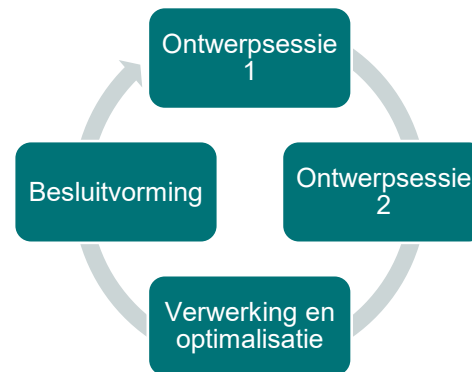 Ontwerpsessie
1
Ontwerpsessie
2
Verwerking en
optimalisatie
Besluitvorming